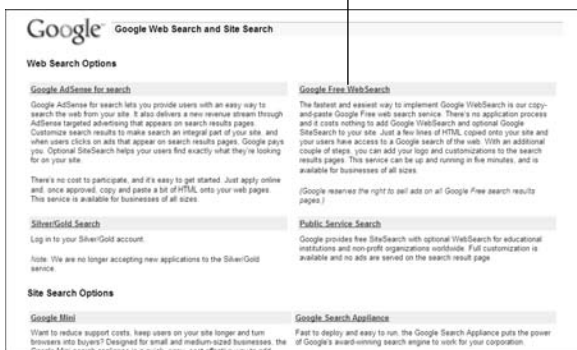 Google Google Web Search and Site Search
Web Search Options
Google AdSense for search
Google AdSense for search lets you provide users with an easy way to
search the web from your site. It also delivers a new revenue stream through
AdSense targeted advertising that appears on search results pages.
Customize search results to make search an integral part of your site, and
when users clicks on ads that appear on search results pages, Google pays
you. Optional SiteSearch helps your users find exactly what they're looking
for on your site.
There's no cost to participate, and it's easy to get started. Just apply online
and, once approved, copy and paste a bit of HTML onto your web pages.
This service is available for businesses of all sizes.
Google Free WebSearch
The fastest and easiest way to implement Google WebSearch is our copy-
and-paste Google free web search service. There's no application process
and it costs nothing to add Google WebSearch and optional Google
SiteSearch to your site. Just a few lines of HTML copied onto your site and
your users have access to a Google search of the web. With an additional
couple of steps, you can add your logo and customizations to the search
results pages. This service can be up and running in five minutes, and is
available for businesses of all sizes.
(Google reserves the right to sell ads on all Google Free search results
pages.)
Silver/Gold Search
Log in to your Silver/Gold account.
Note: We are no longer accepting new applications to the Silver/Gold
service.
Public Service Search
Google provides free SiteSearch with optional WebSearch for educational
institutions and non-profit organizations worldwide. Full customization is
available and no ads are served on the search result page.
Site Search Options
Google Mini
Want to reduce support costs, keep users on your site longer and turn
browsers into buyers? Designed for small and medium-sized businesses, the
Google Search Appliance
Fast to deploy and easy to run, the Google Search Appliance puts the power
of Google's award-winning search engine to work for your corporation.